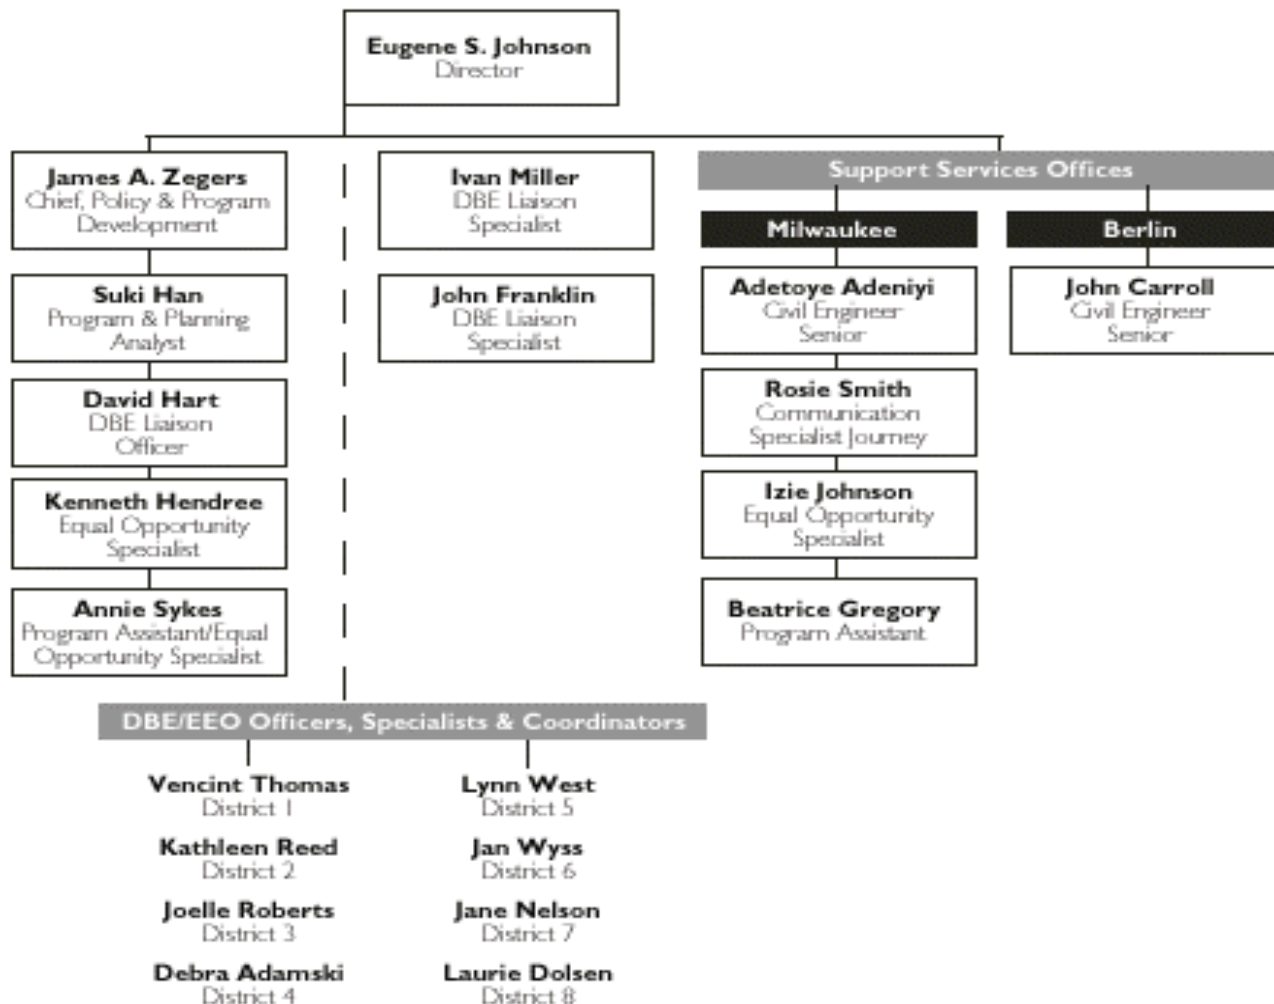 Eugene S. Johnson
Director
James A. Zegers
Chief, Policy & Program
Development
Suki Han
Program & Planning
Analyst
David Hart
DBE Liaison
Officer
Kenneth Hendree
Equal Opportunity
Specialist
Annie Sykes
Program Assistant/Equal
Opportunity Specialist
Ivan Miller
DBE Liaison
Specialist
John Franklin
DBE Liaison
Specialist
Support Services Offices
Milwaukee
Adetoye Adeniyi
Civil Engineer
Senior
Rosie Smith
Communication
Specialist Journey
Izie Johnson
Equal Opportunity
Specialist
Beatrice Gregory
Program Assistant
Berlin
John Carroll
Civil Engineer
Senior
DBE/EEO Officers, Specialists & Coordinators
Vencint Thomas
District 1
Kathleen Reed
District 2
Joelle Roberts
District 3
Debra Adamski
District 4
Lynn West
District 5
Jan Wyss
District 6
Jane Nelson
District 7
Laurie Dolsen
District 8